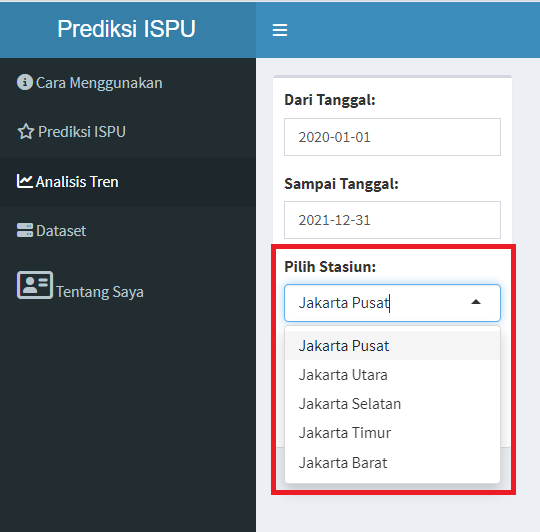 Prediksi ISPU
Cara Menggunakan
Prediksi ISPU
Analisis Tren
Dataset
Tentang Saya
Dari Tanggal:
2020-01-01
Sampai Tanggal:
2021-12-31
Pilih Stasiun:
Jakarta Pusat
Jakarta Pusat
Jakarta Utara
Jakarta Selatan
Jakarta Timur
Jakarta Barat